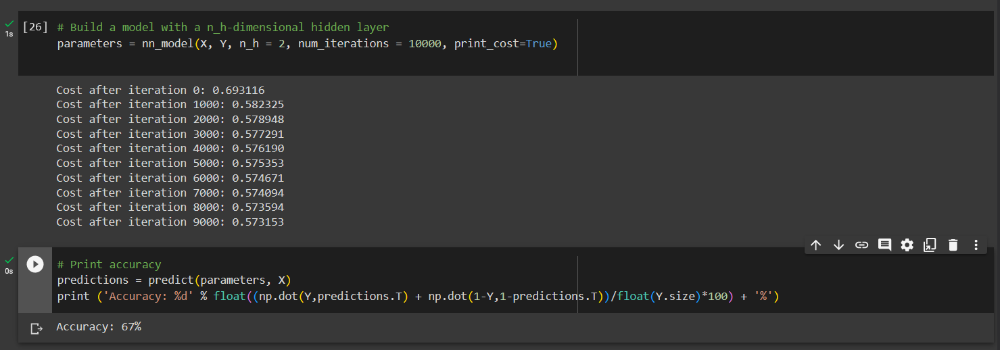 [26] # Build a model with a n_h-dimensional hidden layer
1s
parameters = nn_model(X, Y, n_h = 2, num_iterations = 10000, print_cost=True)
Cost after iteration 0: 0.693116
Cost after iteration 1000: 0.582325
Cost after iteration 2000: 0.578948
Cost after iteration 3000: 0.577291
Cost after iteration 4000: 0.576190
Cost after iteration 5000: 0.575353
Cost after iteration 6000: 0.574671
Cost after iteration 7000: 0.574094
Cost after iteration 8000: 0.573594
Cost after iteration 9000: 0.573153
# Print accuracy
0s
predictions = predict(parameters, X)
print ('Accuracy: %d' % float((np.dot(Y,predictions.T) + np.dot(1-Y,1-predictions.T))/float(Y.size)*100) + '%')
Accuracy: 67%